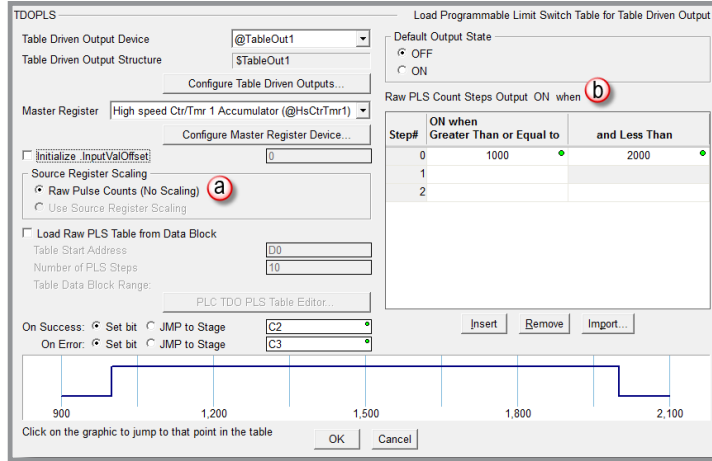 TDOPLS
Load Programmable Limit Switch Table for Table Driven Output
Table Driven Output Device
@TableOut1
Table Driven Output Structure
$TableOut1
Configure Table Driven Outputs...
Master Register
High speed Ctr/Tmr 1 Accumulator (@HsCtrTmr1)
Configure Master Register Device...
Initialize .InputValOffset
0
Source Register Scaling
Raw Pulse Counts (No Scaling)
a
Use Source Register Scaling
Load Raw PLS Table from Data Block
Table Start Address
D0
Number of PLS Steps
10
Table Data Block Range:
PLC TDO PLS Table Editor...
On Success:
Set bit
JMP to Stage
C2
On Error:
Set bit
JMP to Stage
C3
Default Output State
OFF
ON
Raw PLS Count Steps Output ON when
b
Step#
ON when
Greater Than or Equal to
and Less Than
0 1000 2000
1
2
Insert
Remove
Import...
900 1,200 1,500 1,800 2,100
Click on the graphic to jump to that point in the table
OK
Cancel